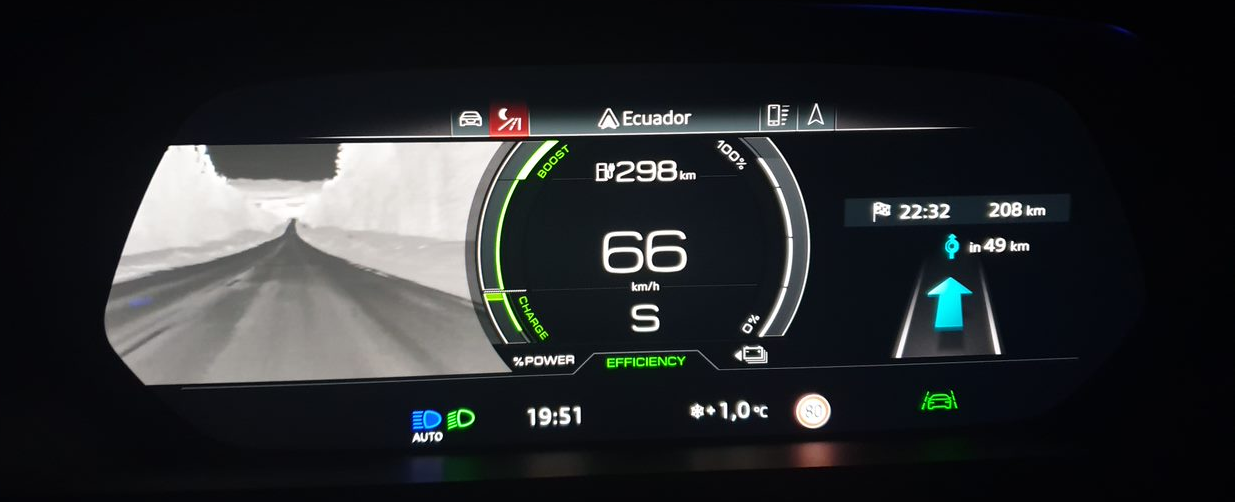 Ecuador
BOOST
100%
298 km
22:32 208 km
in 49 km
66
km/h
S
CHARGE
0%
%POWER
EFFICIENCY
19:51
+1,0 °C
80
AUTO